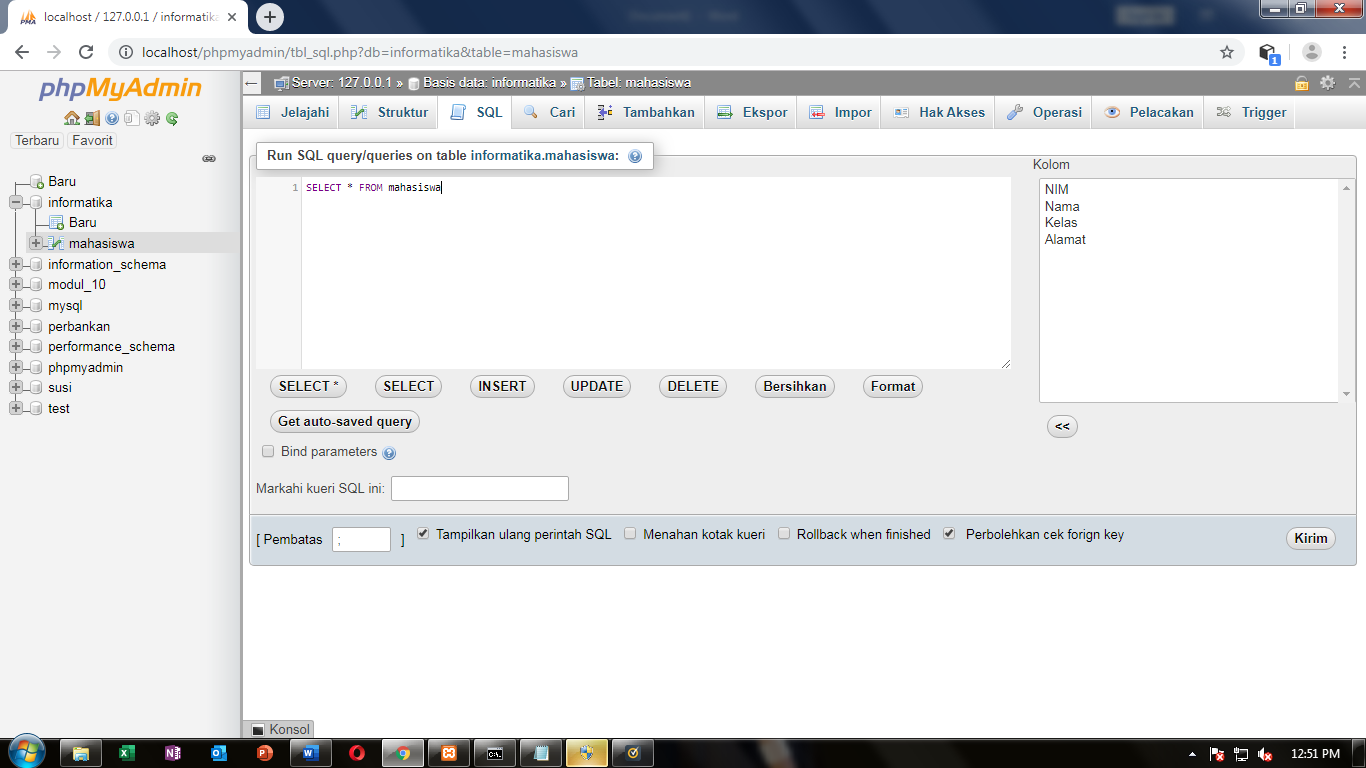 localhost / 127.0.0.1 / informatika
localhost/phpmyadmin/tbl_sql.php?db=informatika&table=mahasiswa
1
phpMyAdmin
Terbaru Favorit
Baru
informatika
Baru
mahasiswa
information_schema
modul_10
mysql
perbankan
performance_schema
phpmyadmin
susi
test
Server: 127.0.0.1 » Basis data: informatika » Tabel: mahasiswa
Jelajahi Struktur SQL Cari Tambahkan Ekspor Impor Hak Akses Operasi Pelacakan Trigger
Run SQL query/queries on table informatika.mahasiswa:
1 SELECT * FROM mahasiswa
Kolom
NIM
Nama
Kelas
Alamat
<<
SELECT * SELECT INSERT UPDATE DELETE Bersihkan Format
Get auto-saved query
Bind parameters
Markahi kueri SQL ini:
[ Pembatas ; ] Tampilkan ulang perintah SQL Menahan kotak kueri Rollback when finished Perbolehkan cek forign key Kirim
Konsol
12:51 PM